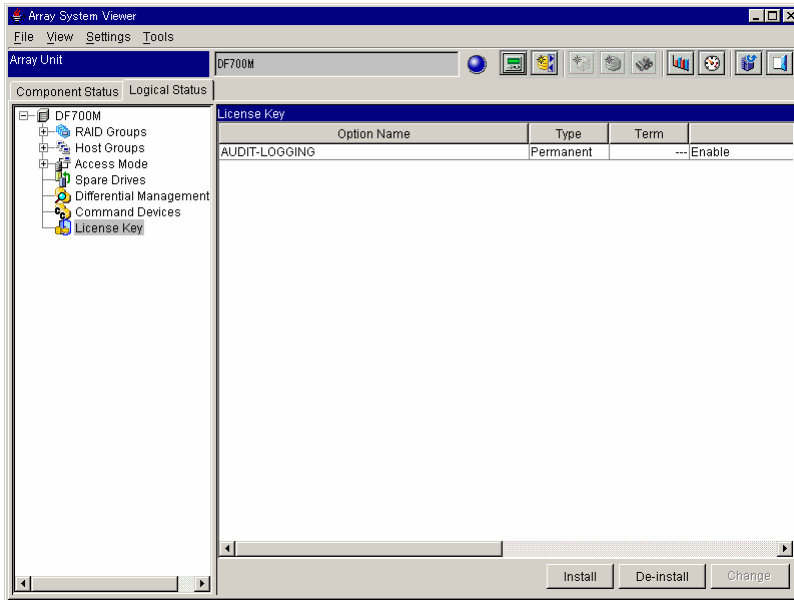 Array System Viewer
File View Settings Tools
Array Unit
DF700M
Component Status Logical Status
DF700M
RAID Groups
Host Groups
Access Mode
Spare Drives
Differential Management
Command Devices
License Key
License Key
Option Name Type Term
AUDIT-LOGGING Permanent --- Enable
Install De-install Change